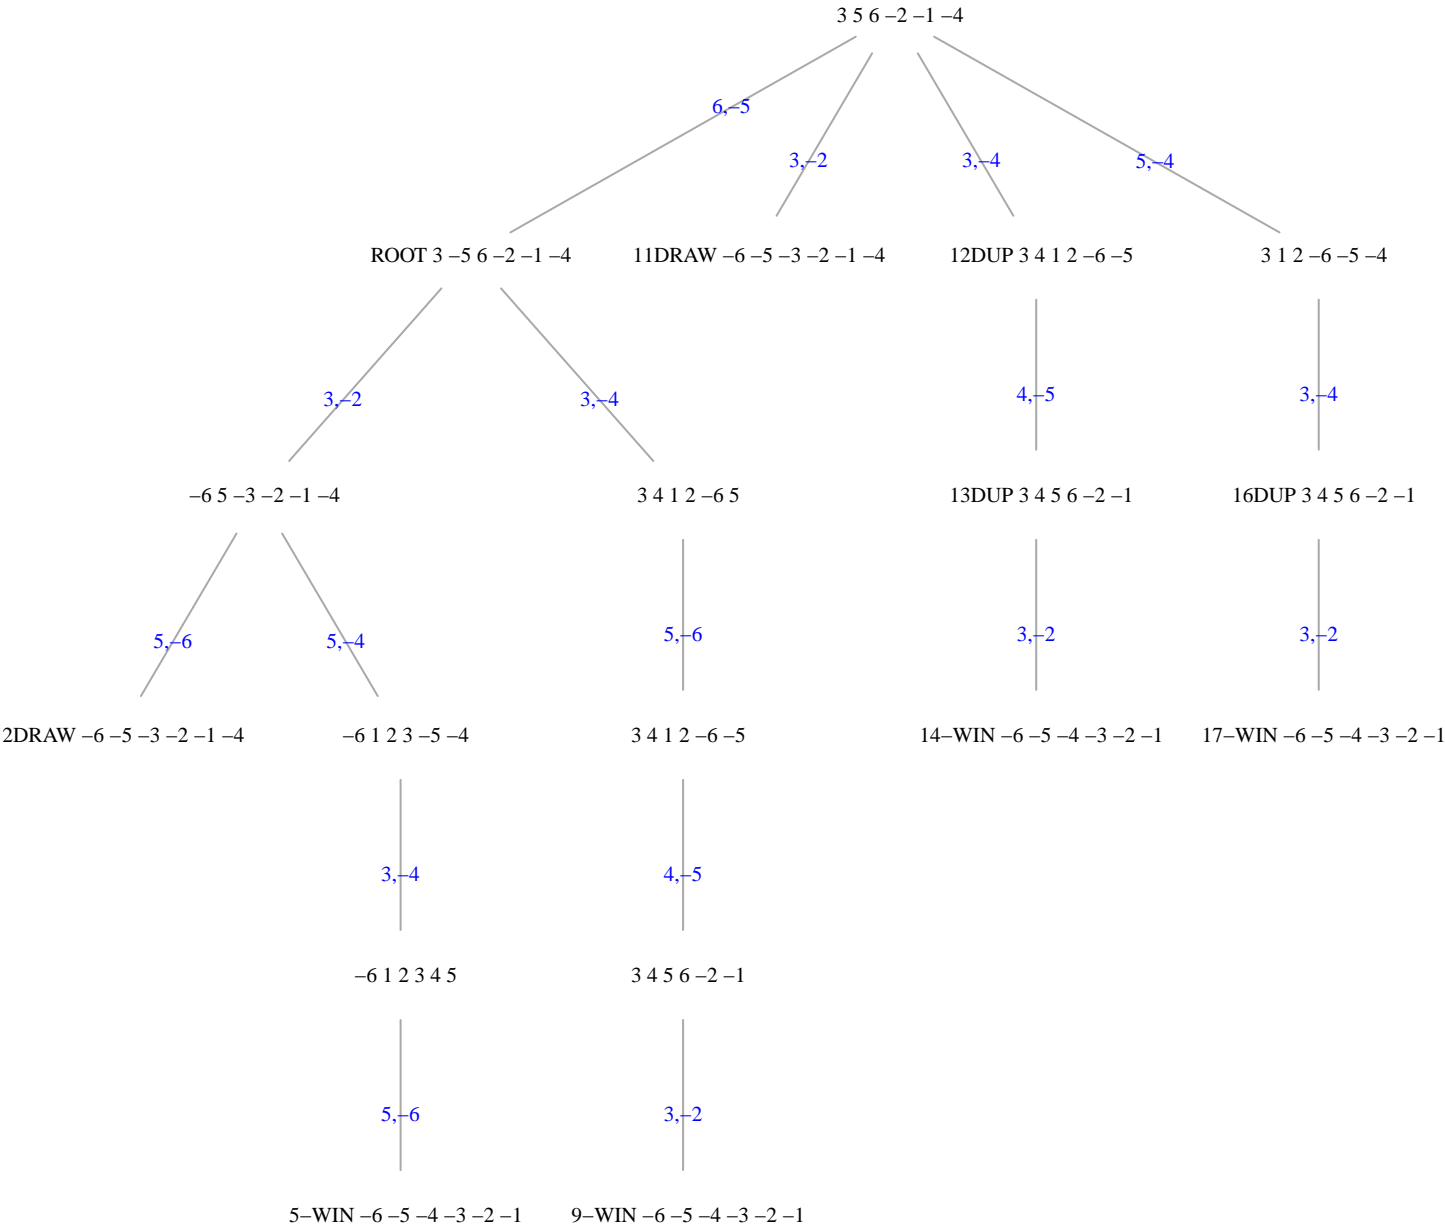 3 5 6 –2 –1 –4
6,–5
3,–2
3,–4
5,–4
ROOT 3 –5 6 –2 –1 –4
11DRAW –6 –5 –3 –2 –1 –4
12DUP 3 4 1 2 –6 –5
3 1 2 –6 –5 –4
3,–2
3,–4
4,–5
3,–4
–6 5 –3 –2 –1 –4
3 4 1 2 –6 5
13DUP 3 4 5 6 –2 –1
16DUP 3 4 5 6 –2 –1
5,–6
5,–4
5,–6
3,–2
3,–2
2DRAW –6 –5 –3 –2 –1 –4
–6 1 2 3 –5 –4
3 4 1 2 –6 –5
14–WIN –6 –5 –4 –3 –2 –1
17–WIN –6 –5 –4 –3 –2 –1
3,–4
4,–5
–6 1 2 3 4 5
3 4 5 6 –2 –1
5,–6
3,–2
5–WIN –6 –5 –4 –3 –2 –1
9–WIN –6 –5 –4 –3 –2 –1